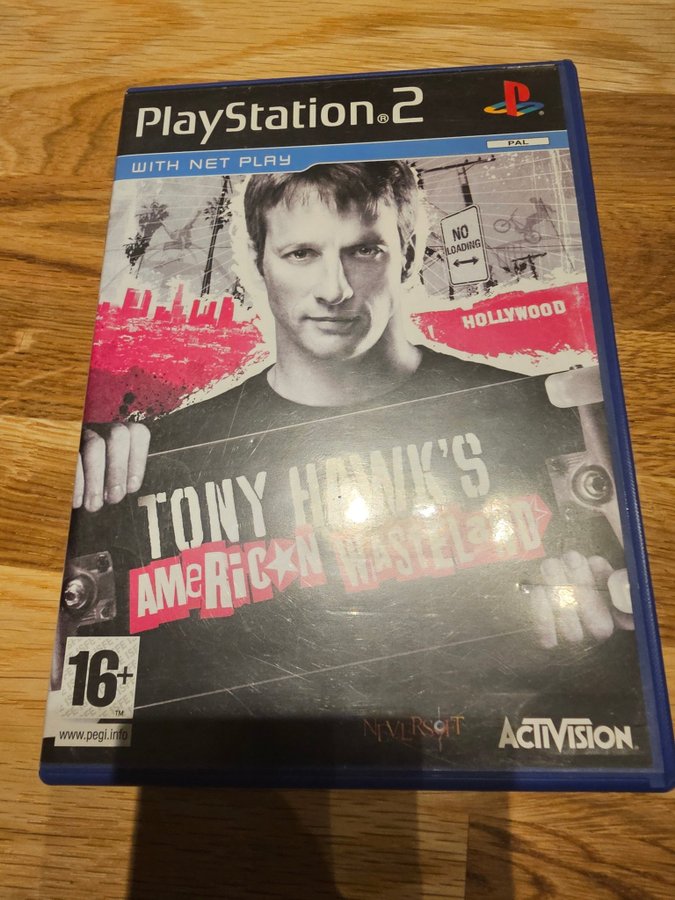 PlayStation®2
PAL
WITH NET PLAY
NO
LOADING
HOLLYWOOD
TONY HAWK'S
AMERICAN WASTELAND
16+
TM
www.pegi.info
NEVERSOFT
ACTIVISION